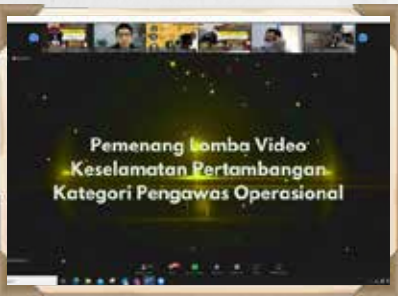 Pemenang Lomba Video
Keselamatan Pertambangan
Kategori Pengawas Operasional